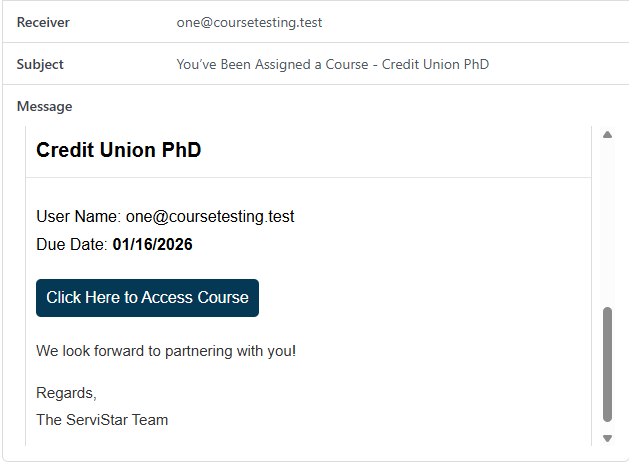 Receiver one@coursetesting.test
Subject You've Been Assigned a Course - Credit Union PhD
Message
Credit Union PhD
User Name: one@coursetesting.test
Due Date: 01/16/2026
Click Here to Access Course
We look forward to partnering with you!
Regards,
The ServiStar Team